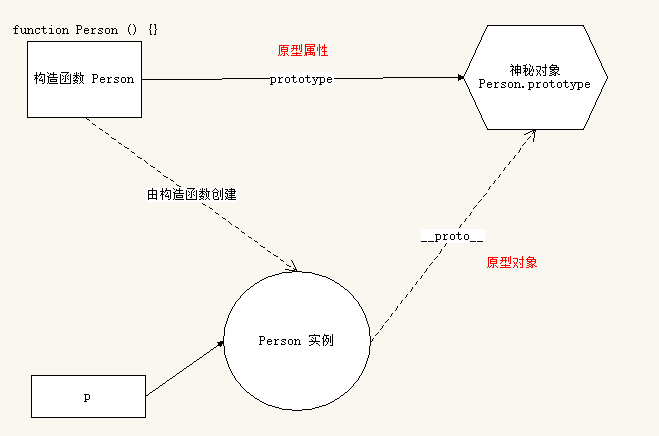 function Person () {}
原型属性
构造函数 Person
prototype
神秘对象
Person.prototype
由构造函数创建
__proto__
原型对象
Person 实例
p